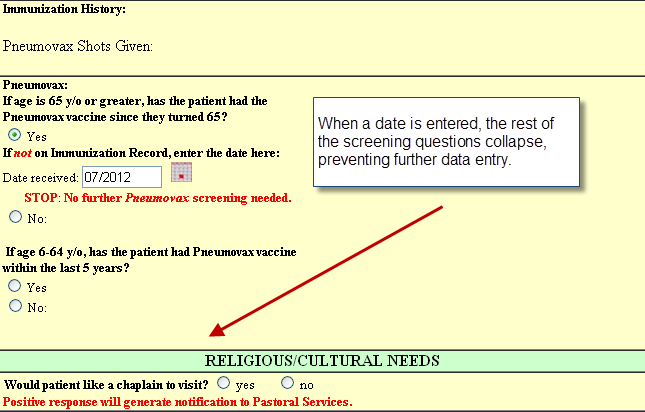 Immunization History:
Pneumovax Shots Given:
Pneumovax:
If age is 65 y/o or greater, has the patient had the
Pneumovax vaccine since they turned 65?
Yes
If not on Immunization Record, enter the date here:
Date received: 07/2012
STOP: No further Pneumovax screening needed.
No:
If age 6-64 y/o, has the patient had Pneumovax vaccine
within the last 5 years?
Yes
No:
When a date is entered, the rest of
the screening questions collapse,
preventing further data entry.
RELIGIOUS/CULTURAL NEEDS
Would patient like a chaplain to visit? yes no
Positive response will generate notification to Pastoral Services.